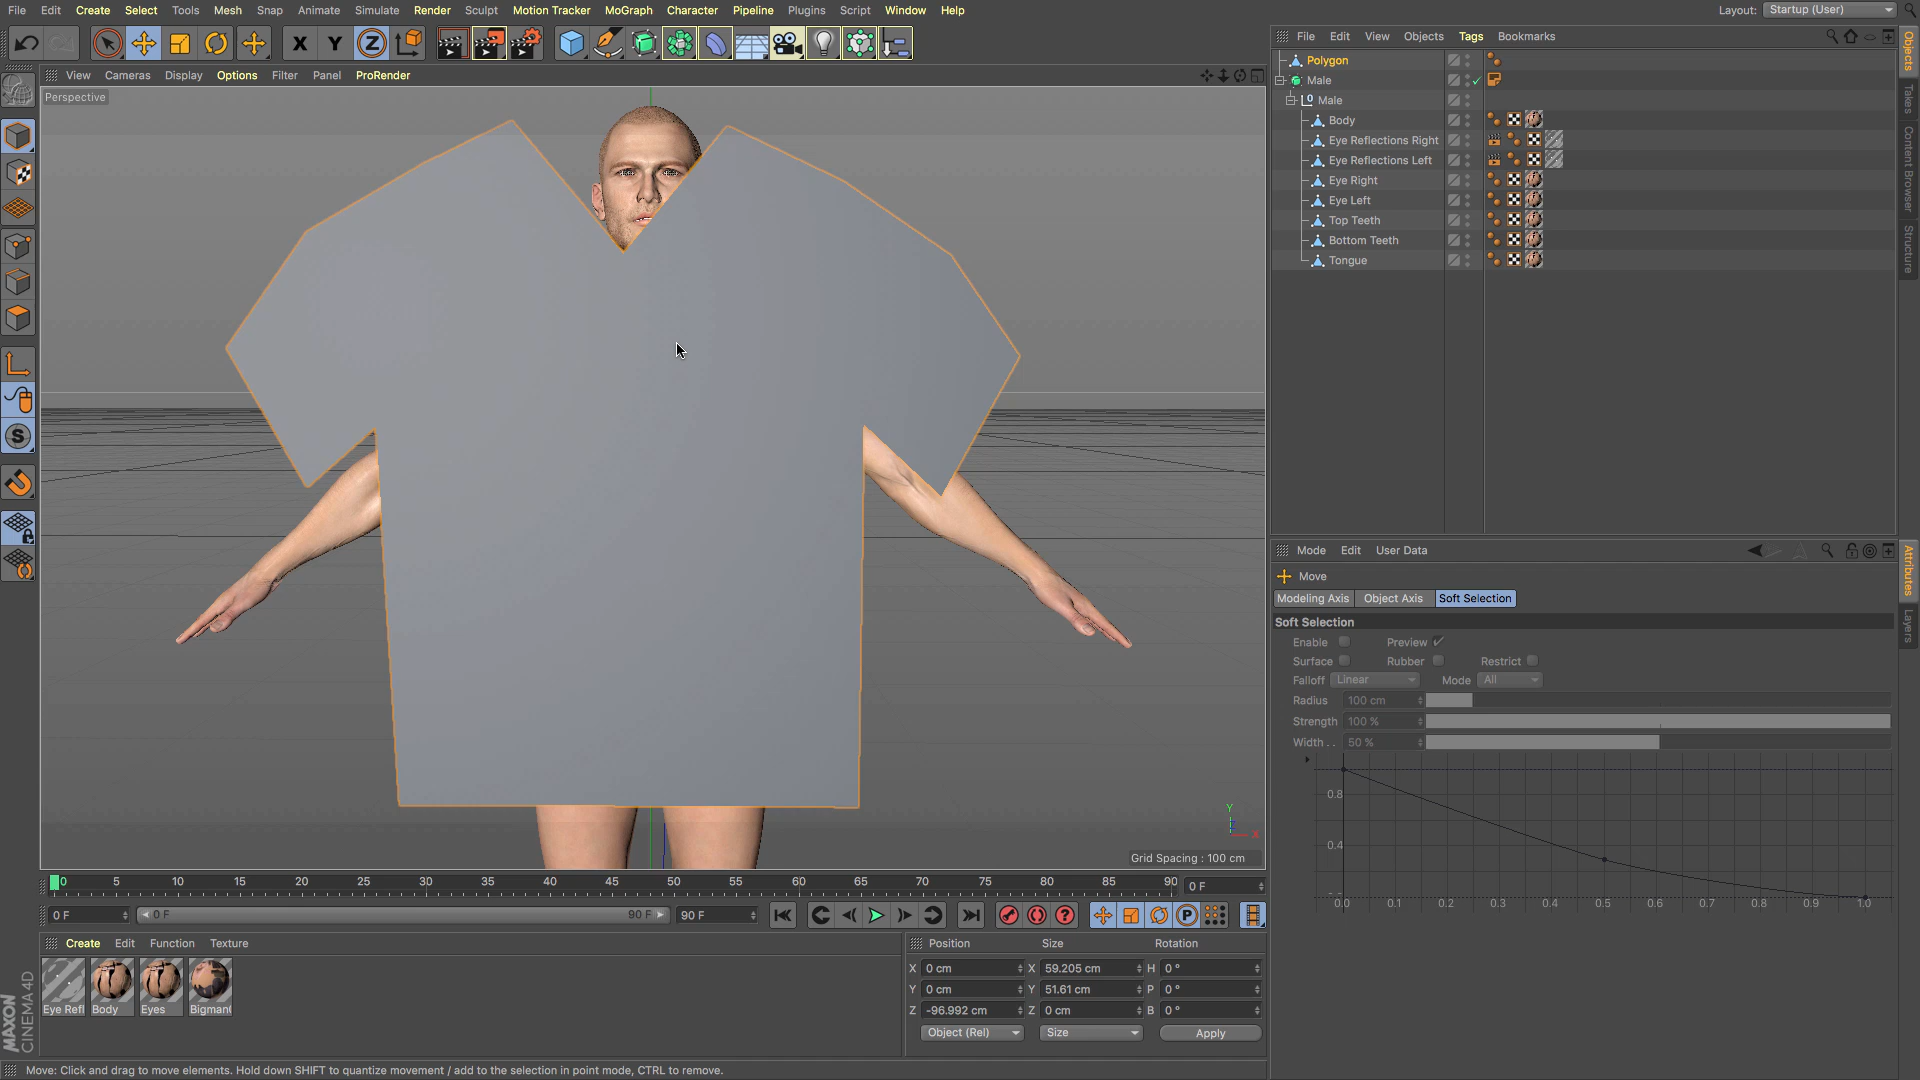 File Edit Create Select Tools Mesh Snap Animate Simulate Render Sculpt Motion Tracker MoGraph Character Pipeline Plugins Script Window Help
Layout: Startup (User)
X Y Z
File Edit View Objects Tags Bookmarks
View Cameras Display Options Filter Panel ProRender
Perspective
Polygon
Male
Male
Body
Eye Reflections Right
Eye Reflections Left
Eye Right
Eye Left
Top Teeth
Bottom Teeth
Tongue
Objects
Takes
Content Browser
Structure
Mode Edit User Data
Attributes
Layers
Move
Modeling Axis Object Axis Soft Selection
Soft Selection
Enable Preview
Surface Rubber Restrict
Falloff Linear Mode All
Radius 100 cm
Strength 100 %
Width . . 50 %
0.8
0.4
0.0 0.1 0.2 0.3 0.4 0.5 0.6 0.7 0.8 0.9 1.0
Y
Z
X
Grid Spacing : 100 cm
0 5 10 15 20 25 30 35 40 45 50 55 60 65 70 75 80 85 90 0 F
0 F 0 F 90 F 90 F
Create Edit Function Texture
Eye Refl Body Eyes Bigman
Position Size Rotation
X 0 cm X 59.205 cm H 0 °
Y 0 cm Y 51.61 cm P 0 °
Z -96.992 cm Z 0 cm B 0 °
Object (Rel) Size Apply
MAXON
CINEMA 4D
Move: Click and drag to move elements. Hold down SHIFT to quantize movement / add to the selection in point mode, CTRL to remove.